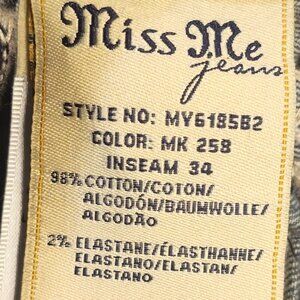 Miss Me
jeans
STYLE NO: MY6185B2
COLOR: MK 258
INSEAM 34
98% COTTON/COTON/
ALGODÓN/BAUMWOLLE/
ALGODÃO
2% ELASTANE/ÉLASTHANNE/
ELASTANO/ELASTAN/
ELASTANO